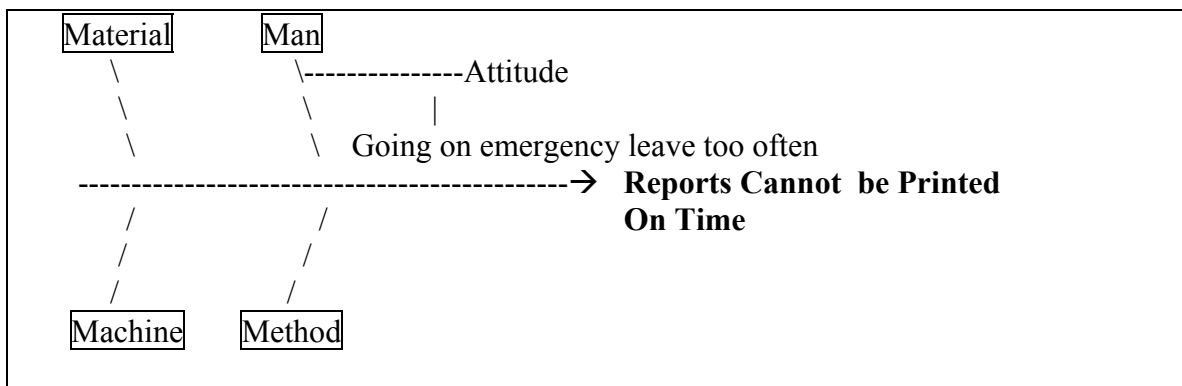 Material Man
Attitude
Going on emergency leave too often
Reports Cannot be Printed
On Time
Machine Method